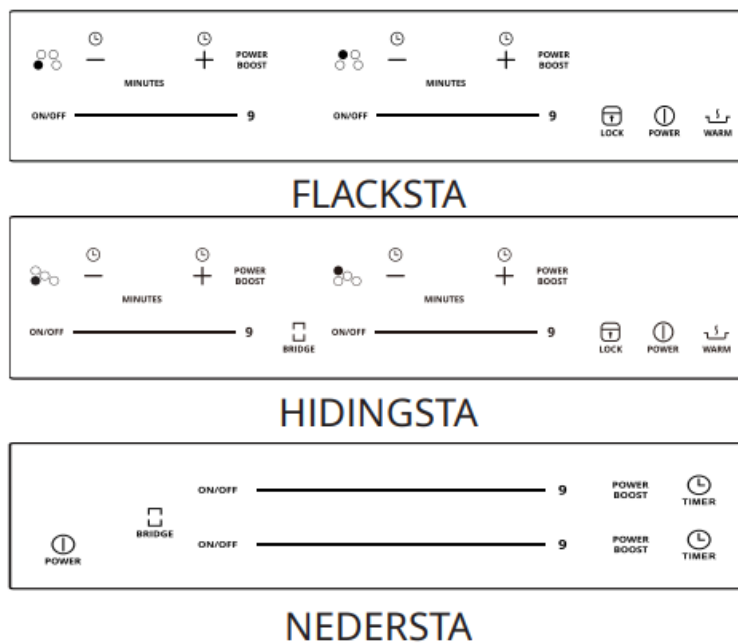 POWER BOOST POWER BOOST
MINUTES MINUTES
ON/OFF 9 ON/OFF 9
LOCK POWER WARM
FLACKSTA
POWER BOOST POWER BOOST
MINUTES MINUTES
ON/OFF 9 BRIDGE ON/OFF 9
LOCK POWER WARM
HIDINGSTA
ON/OFF 9 POWER BOOST TIMER
BRIDGE
ON/OFF 9 POWER BOOST TIMER
POWER
NEDERSTA